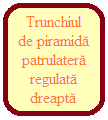 Trunchiul
de piramidă
patrulateră
regulată
dreaptă